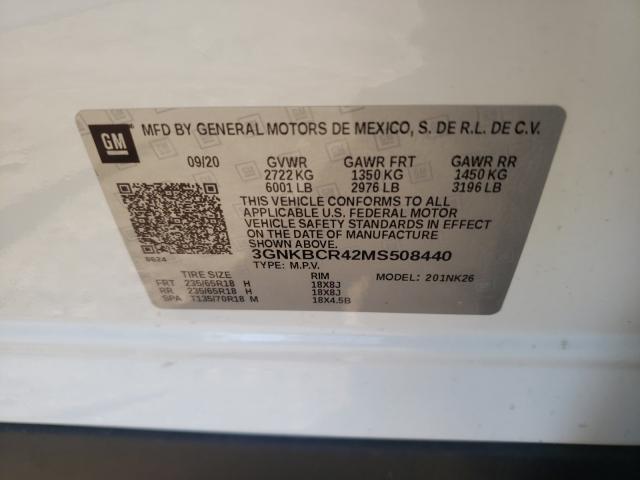 GM MFD BY GENERAL MOTORS DE MEXICO, S. DE R.L. DE C.V.
09/20 GVWR GAWR FRT GAWR RR
2722 KG 1350 KG 1450 KG
6001 LB 2976 LB 3196 LB
THIS VEHICLE CONFORMS TO ALL
APPLICABLE U.S. FEDERAL MOTOR
VEHICLE SAFETY STANDARDS IN EFFECT
ON THE DATE OF MANUFACTURE
SHOWN ABOVE.
3GNKBCR42MS508440
8624 TYPE: M.P.V. MODEL: 201NK26
TIRE SIZE RIM
FRT 235/65R18 H 18X8J
RR 235/65R18 H 18X8J
SPA T135/70R18 M 18X4.5B